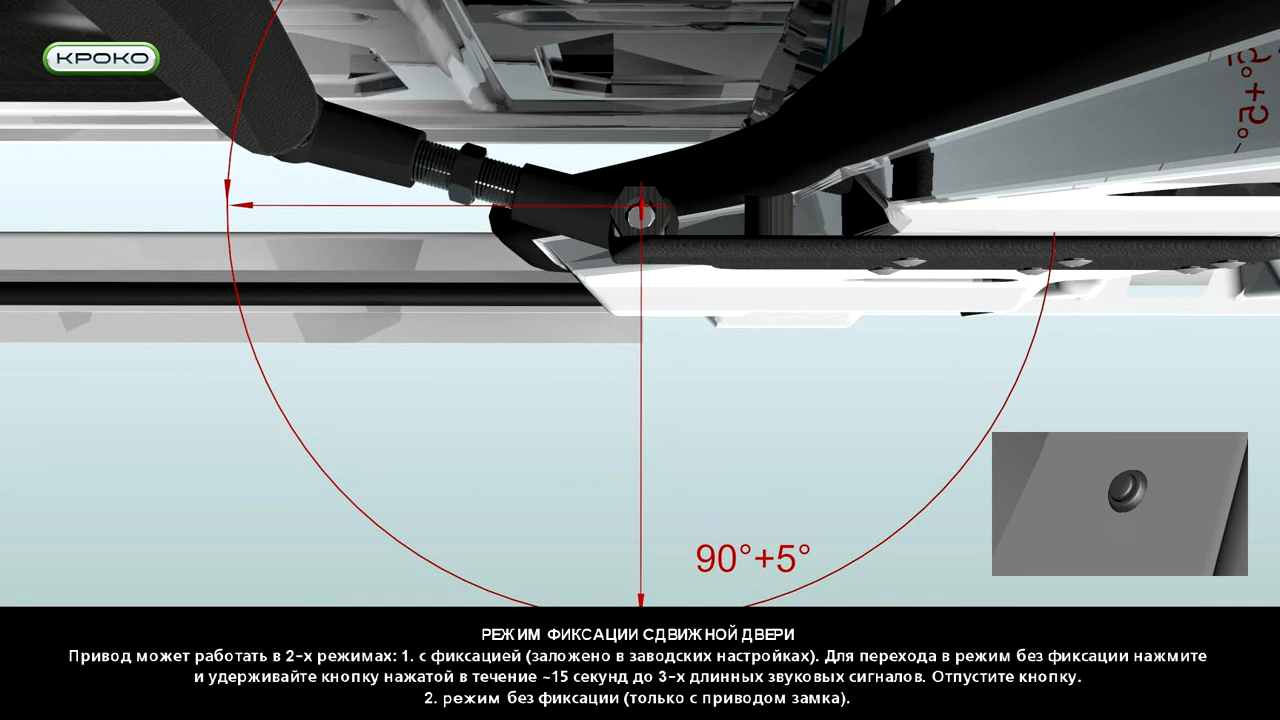 КРОКО
5°+5°
90°+5°
РЕЖИМ ФИКСАЦИИ СДВИЖНОЙ ДВЕРИ
Привод может работать в 2-х режимах: 1. с фиксацией (заложено в заводских настройках). Для перехода в режим без фиксации нажмите
и удерживайте кнопку нажатой в течение ~15 секунд до 3-х длинных звуковых сигналов. Отпустите кнопку.
2. режим без фиксации (только с приводом замка).